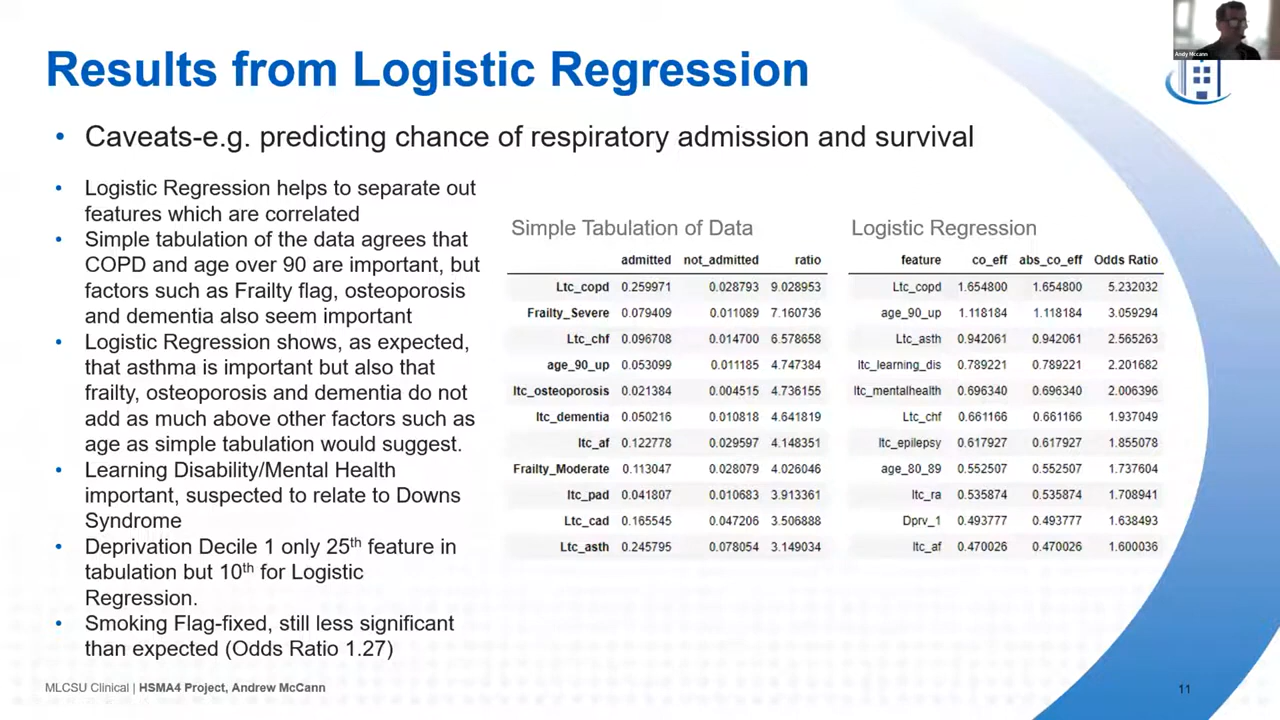 Andy Mccann
Results from Logistic Regression
• Caveats-e.g. predicting chance of respiratory admission and survival
• Logistic Regression helps to separate out
features which are correlated
• Simple tabulation of the data agrees that
COPD and age over 90 are important, but
factors such as Frailty flag, osteoporosis
and dementia also seem important
• Logistic Regression shows, as expected,
that asthma is important but also that
frailty, osteoporosis and dementia do not
add as much above other factors such as
age as simple tabulation would suggest.
• Learning Disability/Mental Health
important, suspected to relate to Downs
Syndrome
• Deprivation Decile 1 only 25th feature in
tabulation but 10th for Logistic
Regression.
• Smoking Flag-fixed, still less significant
than expected (Odds Ratio 1.27)
Simple Tabulation of Data
admitted not_admitted ratio
Ltc_copd 0.259971 0.028793 9.028953
Frailty_Severe 0.079409 0.011089 7.160736
Ltc_chf 0.096708 0.014700 6.578658
age_90_up 0.053099 0.011185 4.747384
ltc_osteoporosis 0.021384 0.004515 4.736155
ltc_dementia 0.050216 0.010818 4.641819
ltc_af 0.122778 0.029597 4.148351
Frailty_Moderate 0.113047 0.028079 4.026046
ltc_pad 0.041807 0.010683 3.913361
Ltc_cad 0.165545 0.047206 3.506888
Ltc_asth 0.245795 0.078054 3.149034
Logistic Regression
feature co_eff abs_co_eff Odds Ratio
Ltc_copd 1.654800 1.654800 5.232032
age_90_up 1.118184 1.118184 3.059294
Ltc_asth 0.942061 0.942061 2.565263
ltc_learning_dis 0.789221 0.789221 2.201682
ltc_mentalhealth 0.696340 0.696340 2.006396
Ltc_chf 0.661166 0.661166 1.937049
ltc_epilepsy 0.617927 0.617927 1.855078
age_80_89 0.552507 0.552507 1.737604
ltc_ra 0.535874 0.535874 1.708941
Dprv_1 0.493777 0.493777 1.638493
ltc_af 0.470026 0.470026 1.600036
MLCSU Clinical | HSMA4 Project, Andrew McCann
11